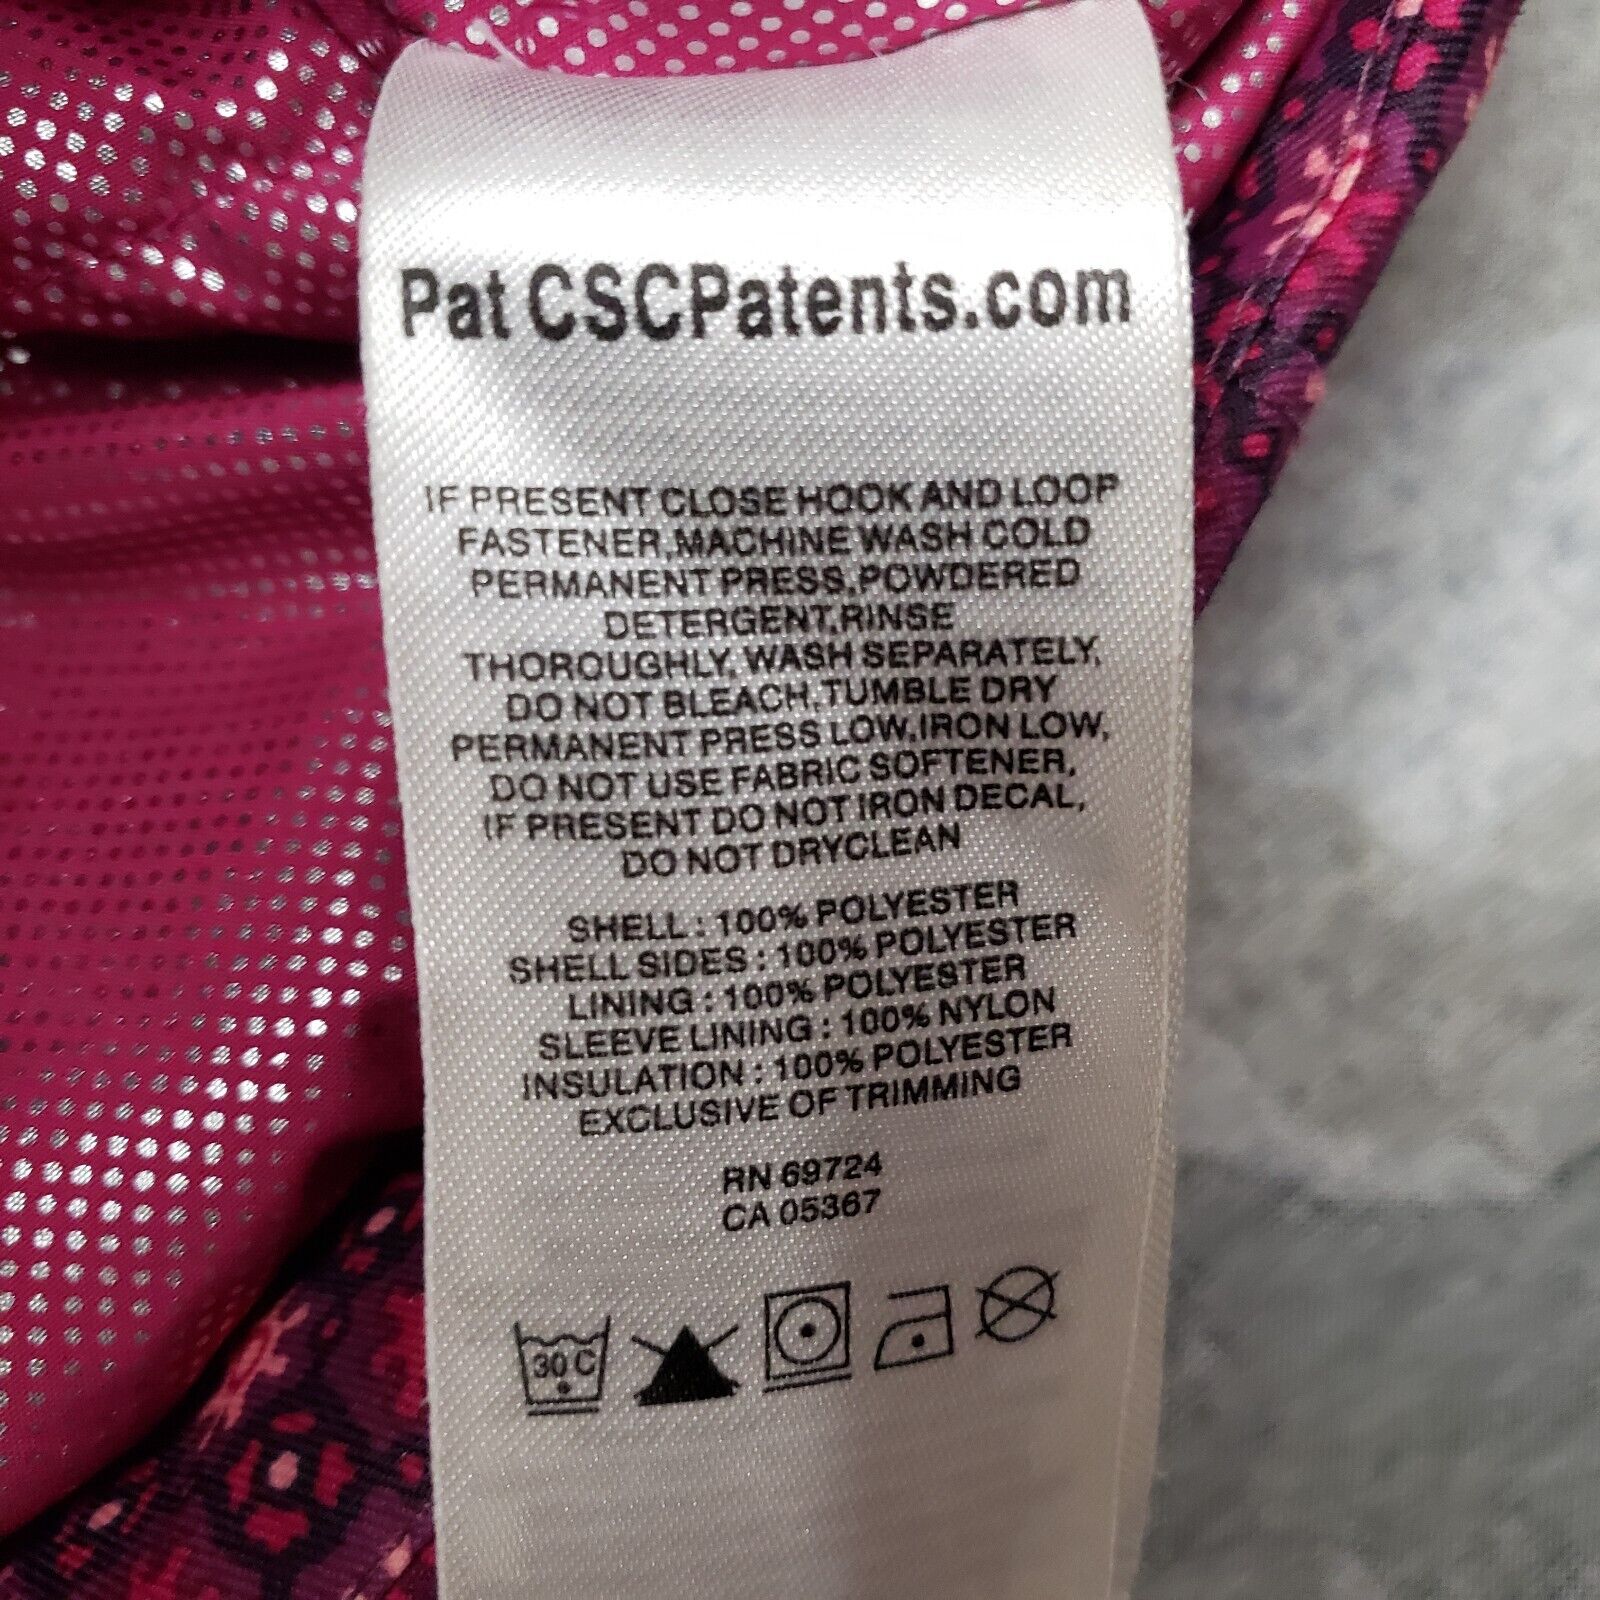 Pat CSCPatents.com
IF PRESENT CLOSE HOOK AND LOOP
FASTENER,MACHINE WASH COLD
PERMANENT PRESS,POWDERED
DETERGENT,RINSE
THOROUGHLY,WASH SEPARATELY,
DO NOT BLEACH,TUMBLE DRY
PERMANENT PRESS LOW,IRON LOW,
DO NOT USE FABRIC SOFTENER,
IF PRESENT DO NOT IRON DECAL,
DO NOT DRYCLEAN
SHELL : 100% POLYESTER
SHELL SIDES : 100% POLYESTER
LINING : 100% POLYESTER
SLEEVE LINING : 100% NYLON
INSULATION : 100% POLYESTER
EXCLUSIVE OF TRIMMING
RN 69724
CA 05367
30 C